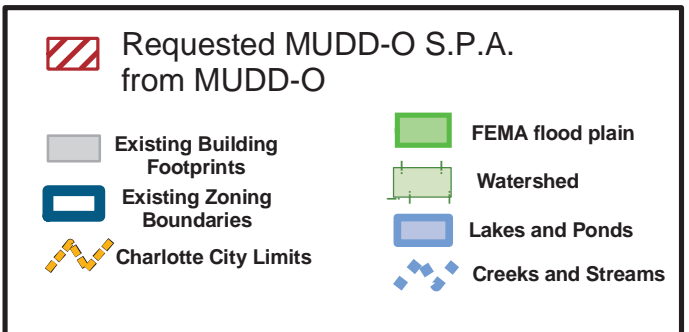 Requested MUDD-O S.P.A.
from MUDD-O
Existing Building
Footprints
Existing Zoning
Boundaries
Charlotte City Limits
FEMA flood plain
Watershed
Lakes and Ponds
Creeks and Streams